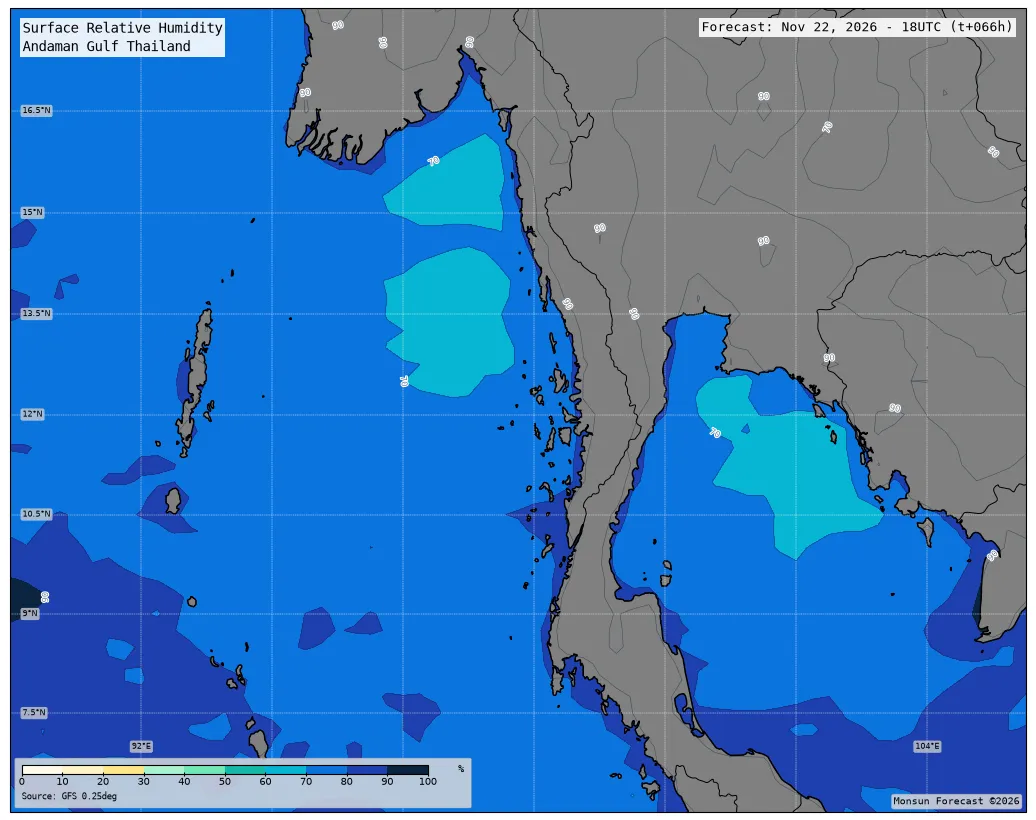 Surface Relative Humidity
Andaman Gulf Thailand
Forecast: Nov 22, 2026 - 18UTC (t+066h)
90
90
90
90
90
70
90
16.5°N
70
15°N
90
90
13.5°N
90
90
90
70
12°N
90
70
10.5°N
90
90
9°N
7.5°N
92°E
104°E
%
0 10 20 30 40 50 60 70 80 90 100
Source: GFS 0.25deg
Monsun Forecast ©2026